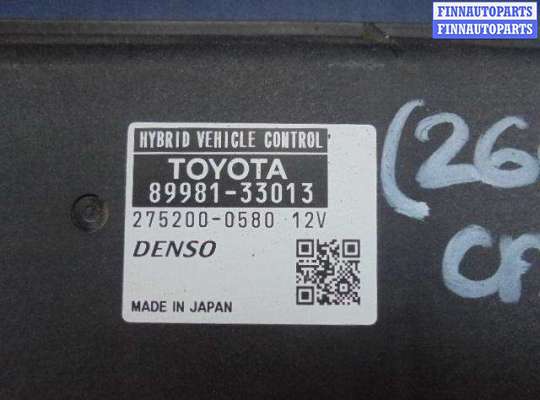 FINNAUTOPARTS
FINNAUTOPARTS
HYBRID VEHICLE CONTROL
TOYOTA
89981-33013
275200-0580 12V
DENSO
MADE IN JAPAN